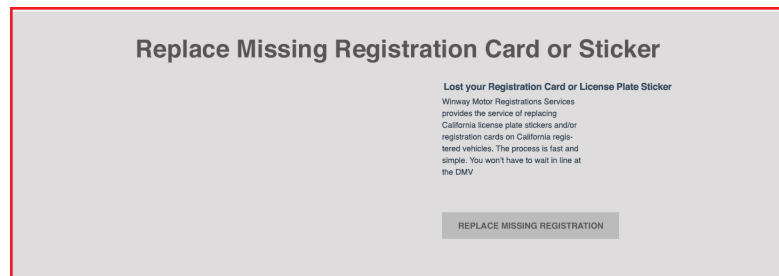 Replace Missing Registration Card or Sticker
Lost your Registration Card or License Plate Sticker
Winway Motor Registrations Services
provides the service of replacing
California license plate stickers and/or
registration cards on California regis-
tered vehicles. The process is fast and
simple. You won't have to wait in line at
the DMV
REPLACE MISSING REGISTRATION